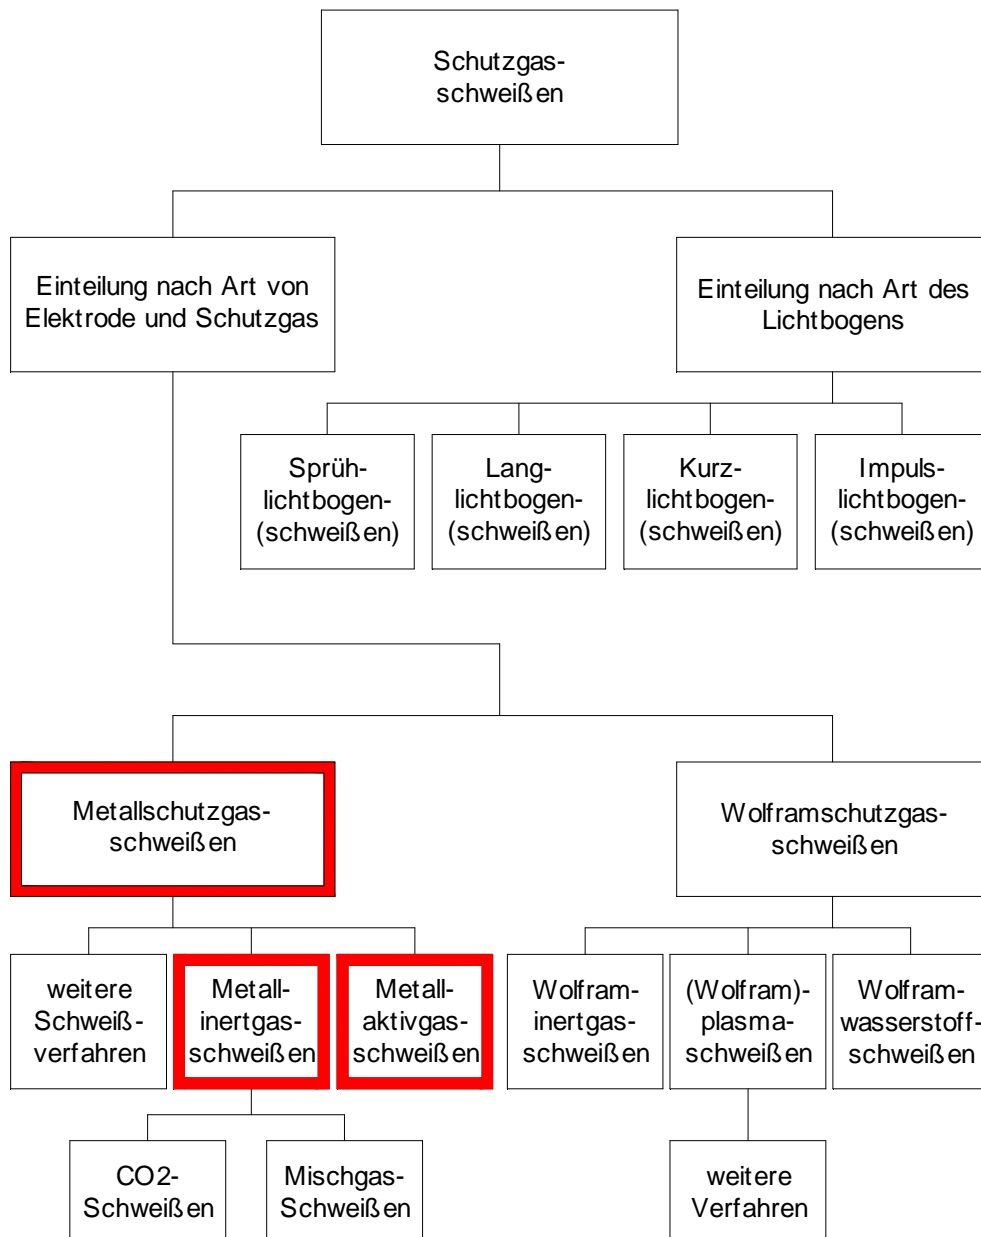 Schutzgas-
schweißen
Einteilung nach Art von
Elektrode und Schutzgas
Einteilung nach Art des
Lichtbogens
Sprüh-
lichtbogen-
(schweißen)
Lang-
lichtbogen-
(schweißen)
Kurz-
lichtbogen-
(schweißen)
Impuls-
lichtbogen-
(schweißen)
Metallschutzgas-
schweißen
Wolframschutzgas-
schweißen
weitere
Schweiß-
verfahren
Metall-
inertgas-
schweißen
Metall-
aktivgas-
schweißen
Wolfram-
inertgas-
schweißen
(Wolfram)-
plasma-
schweißen
Wolfram-
wasserstoff-
schweißen
CO2-
Schweißen
Mischgas-
Schweißen
weitere
Verfahren